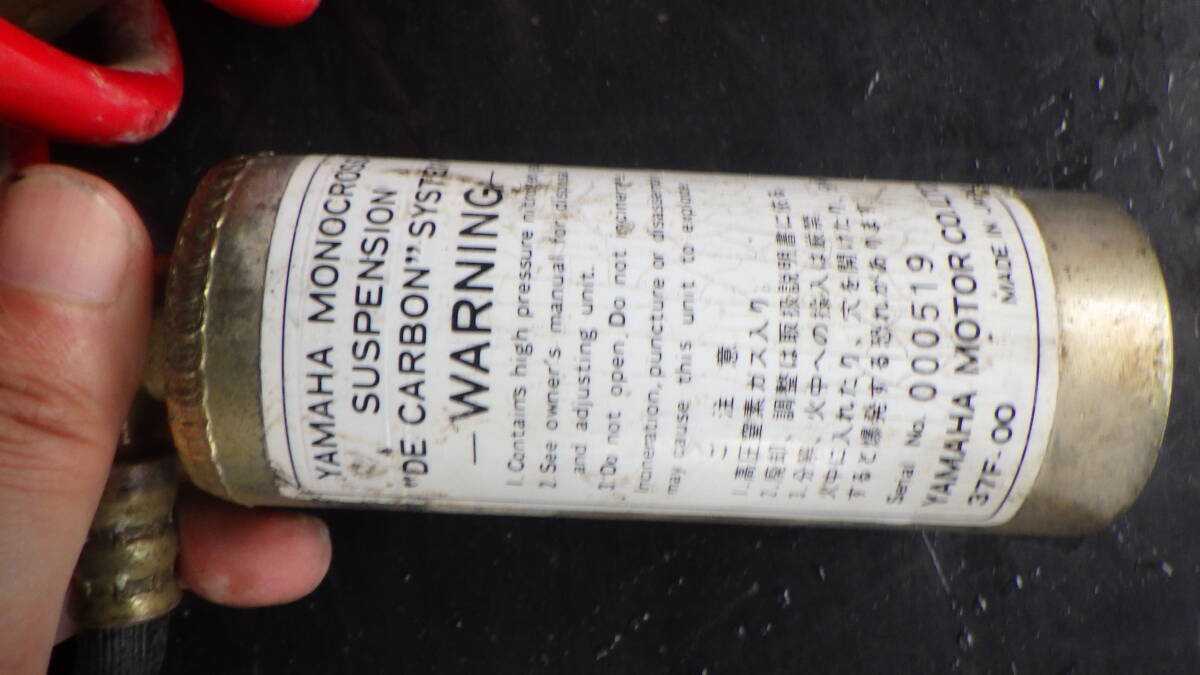 YAMAHA MONOCROSS
SUSPENSION
"DE CARBON" SYSTEM
— WARNING —
1. Contains high pressure
2. See owner's manual for disposal
and adjusting unit.
Do not open. Do not
incineration, puncture or
may cause this unit to explode
ご注意
1. 高圧窒素ガス入り。
2. 廃却、調整は取扱説明書に依る
3. 分解、火中への投入は厳禁
火中に入れたり、穴を開けたり、
すると爆発する恐れがあります
Serial No. 000519
YAMAHA MOTOR CO.,LTD
37F-00 MADE IN